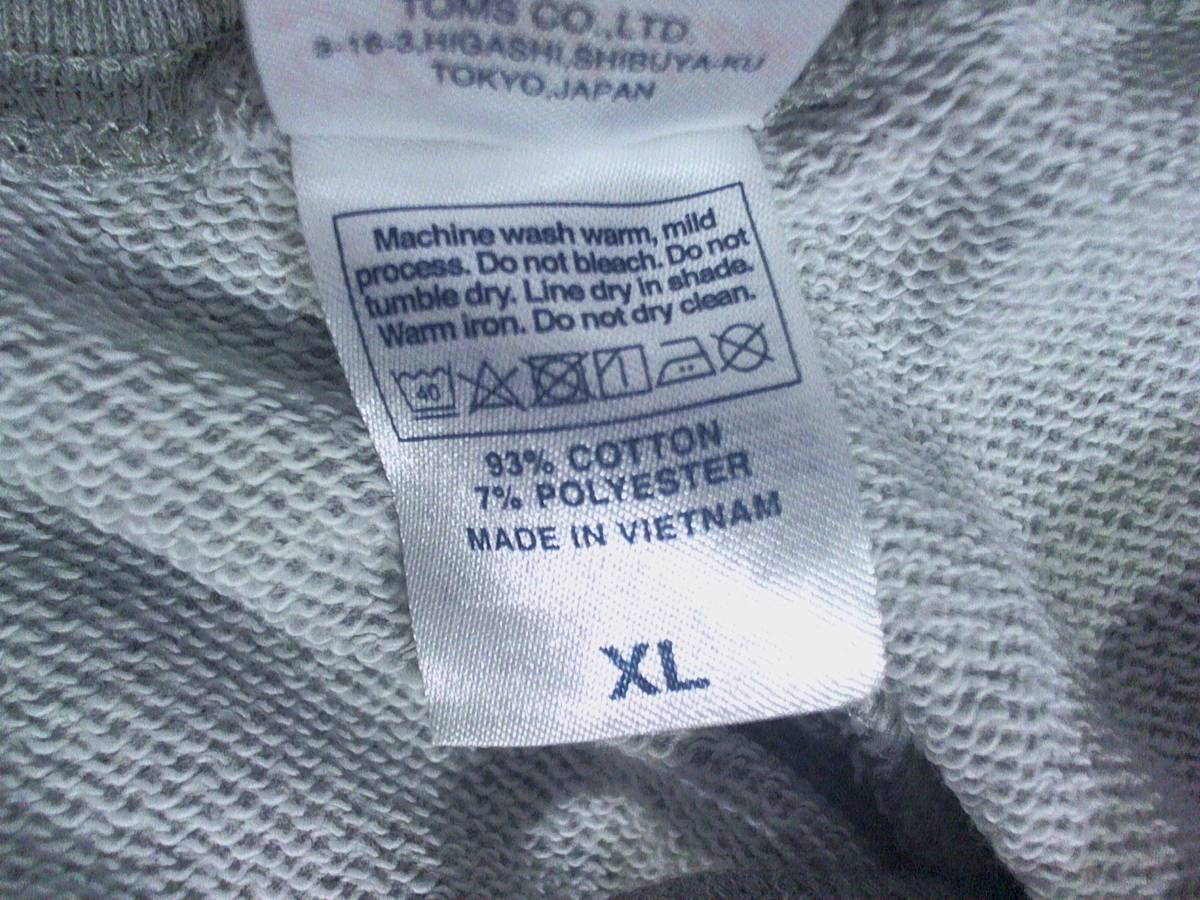 TOMS CO.,LTD.
3-16-3,HIGASHI,SHIBUYA-KU
TOKYO,JAPAN
Machine wash warm, mild
process. Do not bleach. Do not
tumble dry. Line dry in shade.
Warm iron. Do not dry clean.
40
93% COTTON
7% POLYESTER
MADE IN VIETNAM
XL